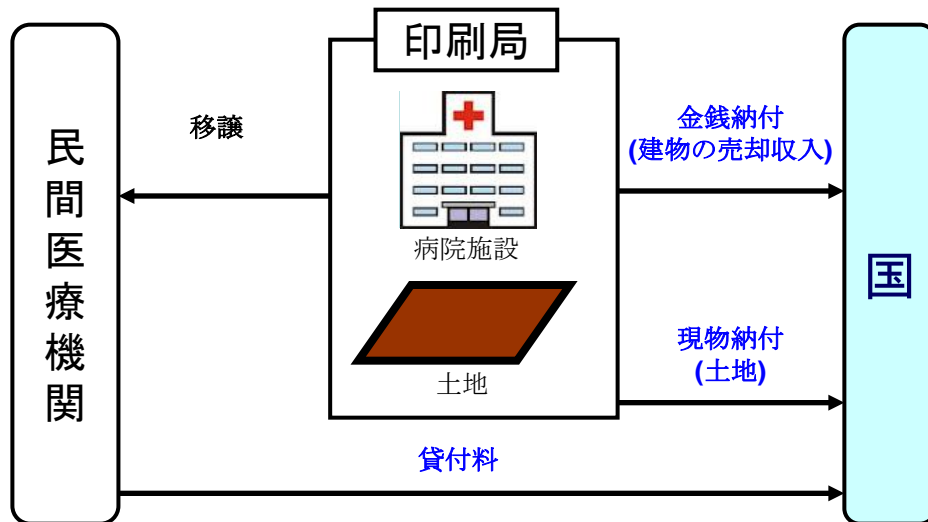 印刷局
民間医療機関
移譲
病院施設
土地
金銭納付
(建物の売却収入)
現物納付
(土地)
国
貸付料